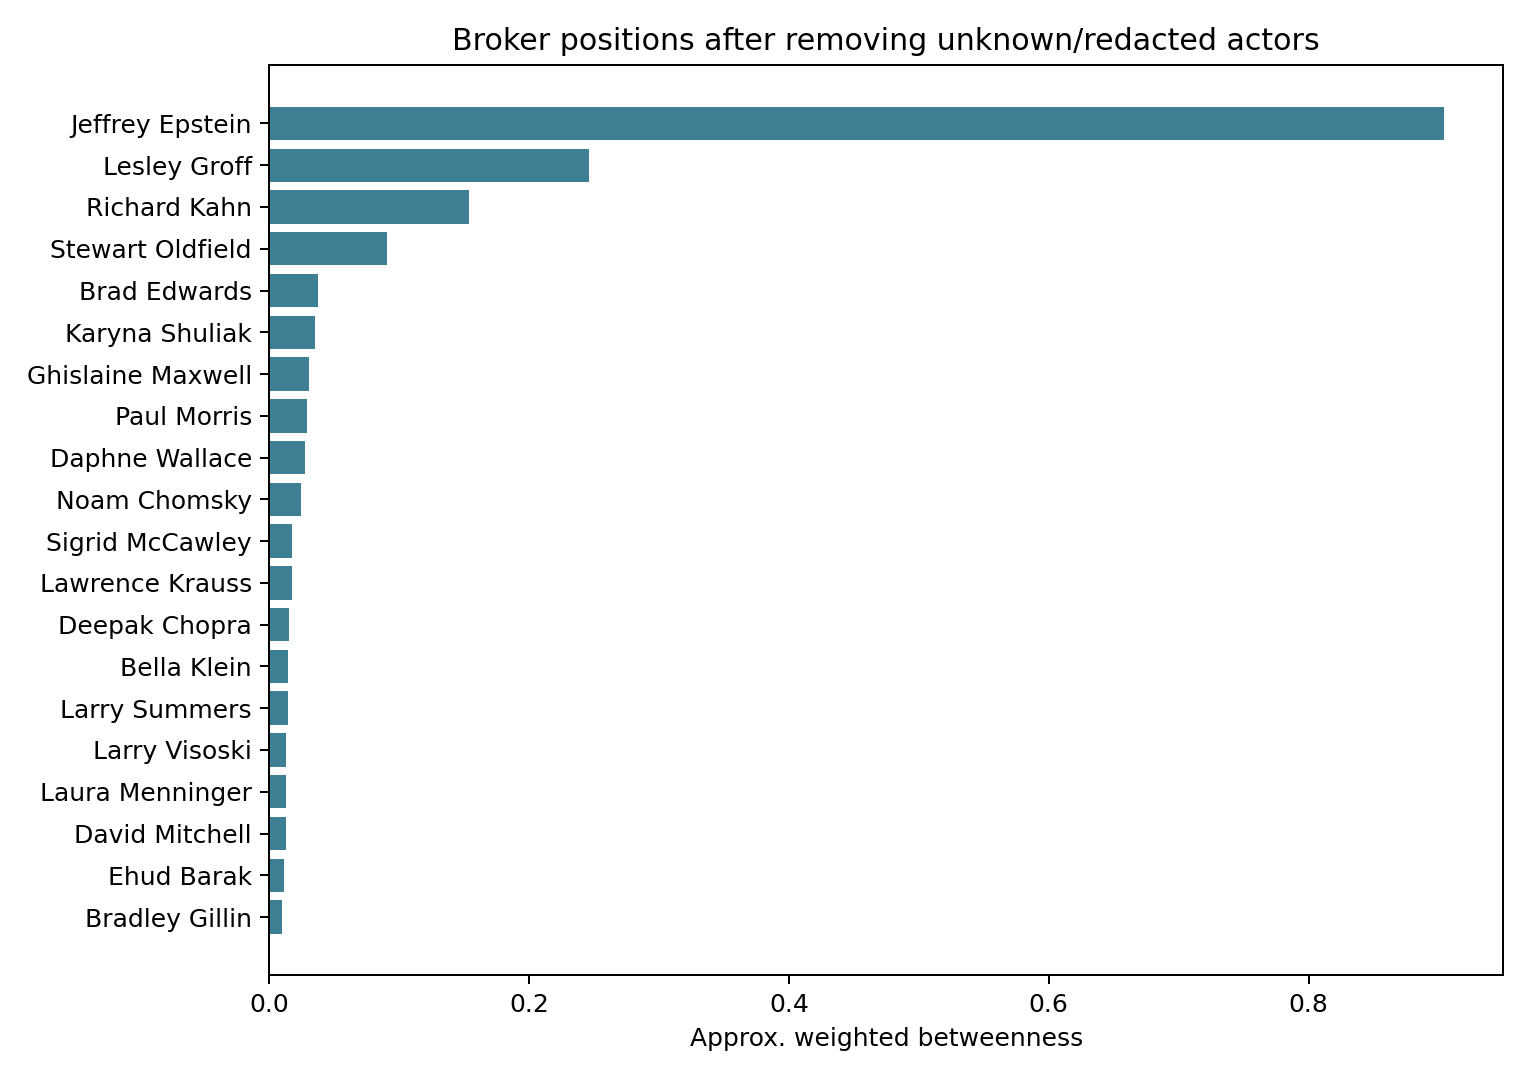 Broker positions after removing unknown/redacted actors
Jeffrey Epstein
Lesley Groff
Richard Kahn
Stewart Oldfield
Brad Edwards
Karyna Shuliak
Ghislaine Maxwell
Paul Morris
Daphne Wallace
Noam Chomsky
Sigrid McCawley
Lawrence Krauss
Deepak Chopra
Bella Klein
Larry Summers
Larry Visoski
Laura Menninger
David Mitchell
Ehud Barak
Bradley Gillin
0.0 0.2 0.4 0.6 0.8
Approx. weighted betweenness